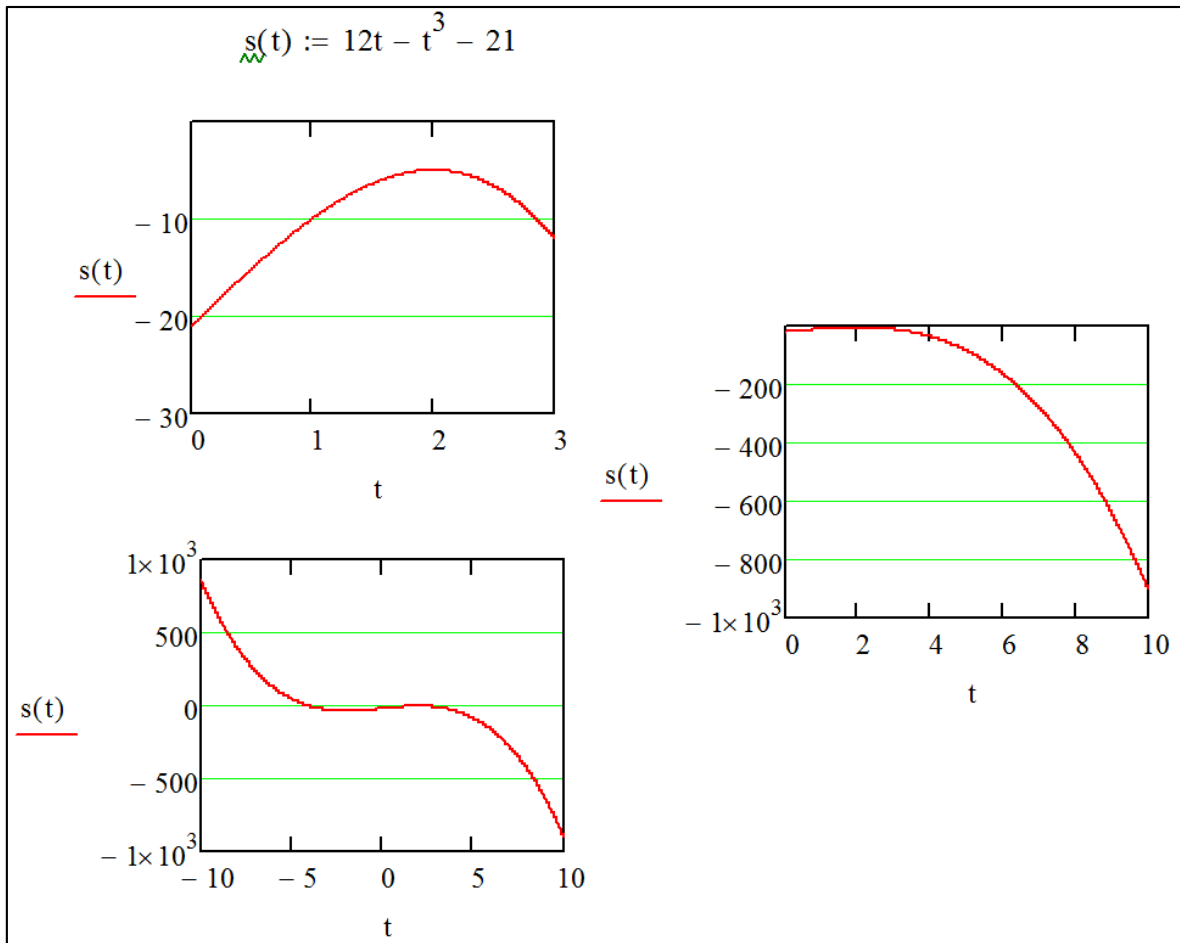 s(t) := 12t − t³ − 21
− 10
s(t)
− 20
− 30
0 1 2 3
t
− 200
− 400
s(t)
− 600
− 800
− 1×10³
0 2 4 6 8 10
t
1×10³
500
s(t)
0
− 500
− 1×10³
− 10 − 5 0 5 10
t